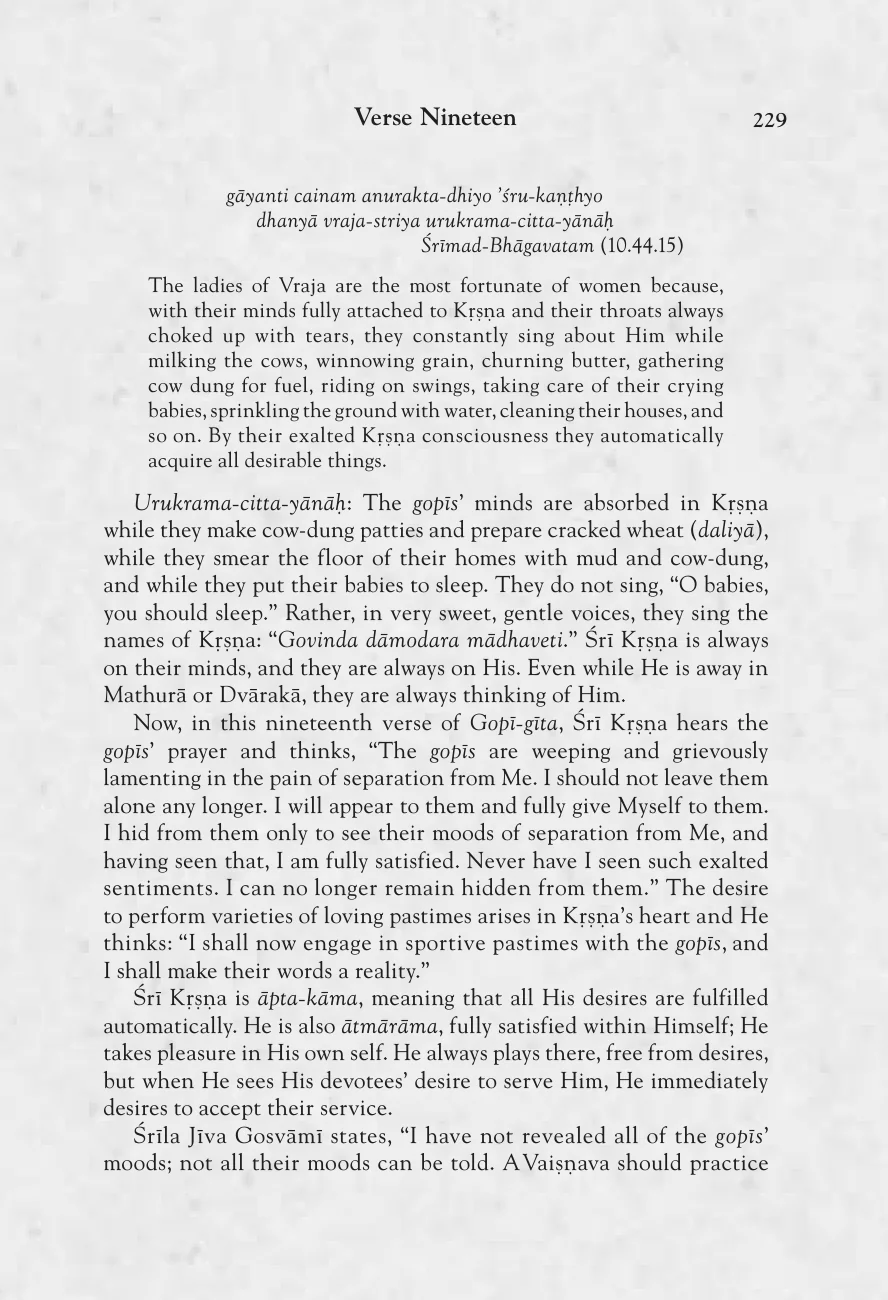 Verse Nineteen 229
gāyanti cainam anurakta-dhiyo ’śru-kaṇṭhyo
dhanyā vraja-striya urukrama-citta-yānāḥ
Śrīmad-Bhāgavatam (10.44.15)
The ladies of Vraja are the most fortunate of women because,
with their minds fully attached to Kṛṣṇa and their throats always
choked up with tears, they constantly sing about Him while
milking the cows, winnowing grain, churning butter, gathering
cow dung for fuel, riding on swings, taking care of their crying
babies, sprinkling the ground with water, cleaning their houses, and
so on. By their exalted Kṛṣṇa consciousness they automatically
acquire all desirable things.
Urukrama-citta-yānāḥ: The gopīs’ minds are absorbed in Kṛṣṇa
while they make cow-dung patties and prepare cracked wheat (daliyā),
while they smear the floor of their homes with mud and cow-dung,
and while they put their babies to sleep. They do not sing, “O babies,
you should sleep.” Rather, in very sweet, gentle voices, they sing the
names of Kṛṣṇa: “Govinda dāmodara mādhaveti.” Śrī Kṛṣṇa is always
on their minds, and they are always on His. Even while He is away in
Mathurā or Dvārakā, they are always thinking of Him.
Now, in this nineteenth verse of Gopī-gīta, Śrī Kṛṣṇa hears the
gopīs’ prayer and thinks, “The gopīs are weeping and grievously
lamenting in the pain of separation from Me. I should not leave them
alone any longer. I will appear to them and fully give Myself to them.
I hid from them only to see their moods of separation from Me, and
having seen that, I am fully satisfied. Never have I seen such exalted
sentiments. I can no longer remain hidden from them.” The desire
to perform varieties of loving pastimes arises in Kṛṣṇa’s heart and He
thinks: “I shall now engage in sportive pastimes with the gopīs, and
I shall make their words a reality.”
Śrī Kṛṣṇa is āpta-kāma, meaning that all His desires are fulfilled
automatically. He is also ātmārāma, fully satisfied within Himself; He
takes pleasure in His own self. He always plays there, free from desires,
but when He sees His devotees’ desire to serve Him, He immediately
desires to accept their service.
Śrīla Jīva Gosvāmī states, “I have not revealed all of the gopīs’
moods; not all their moods can be told. A Vaiṣṇava should practice